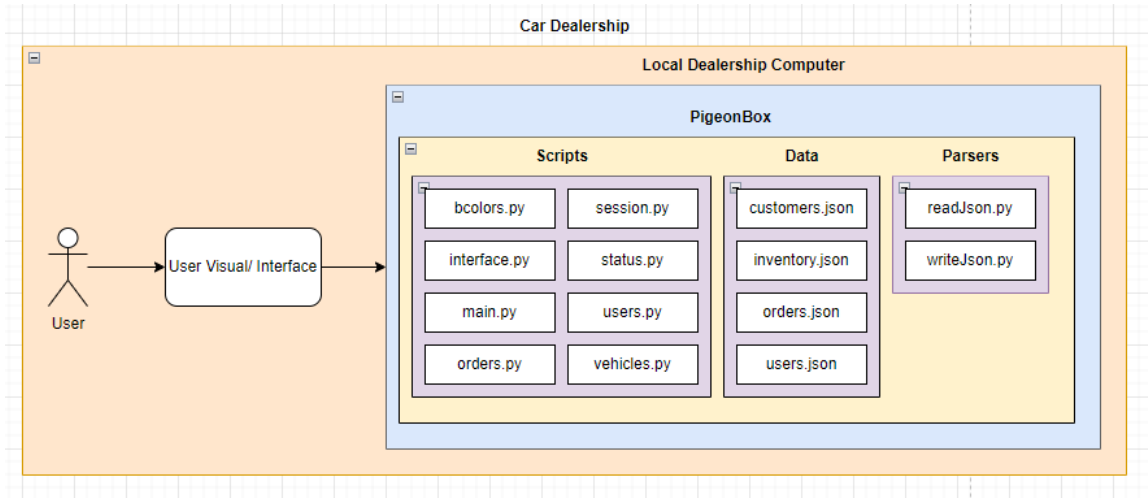 Car Dealership
Local Dealership Computer
PigeonBox
Scripts
Data
Parsers
bcolors.py
session.py
customers.json
readJson.py
interface.py
status.py
inventory.json
writeJson.py
main.py
users.py
orders.json
orders.py
vehicles.py
users.json
User Visual/ Interface
User